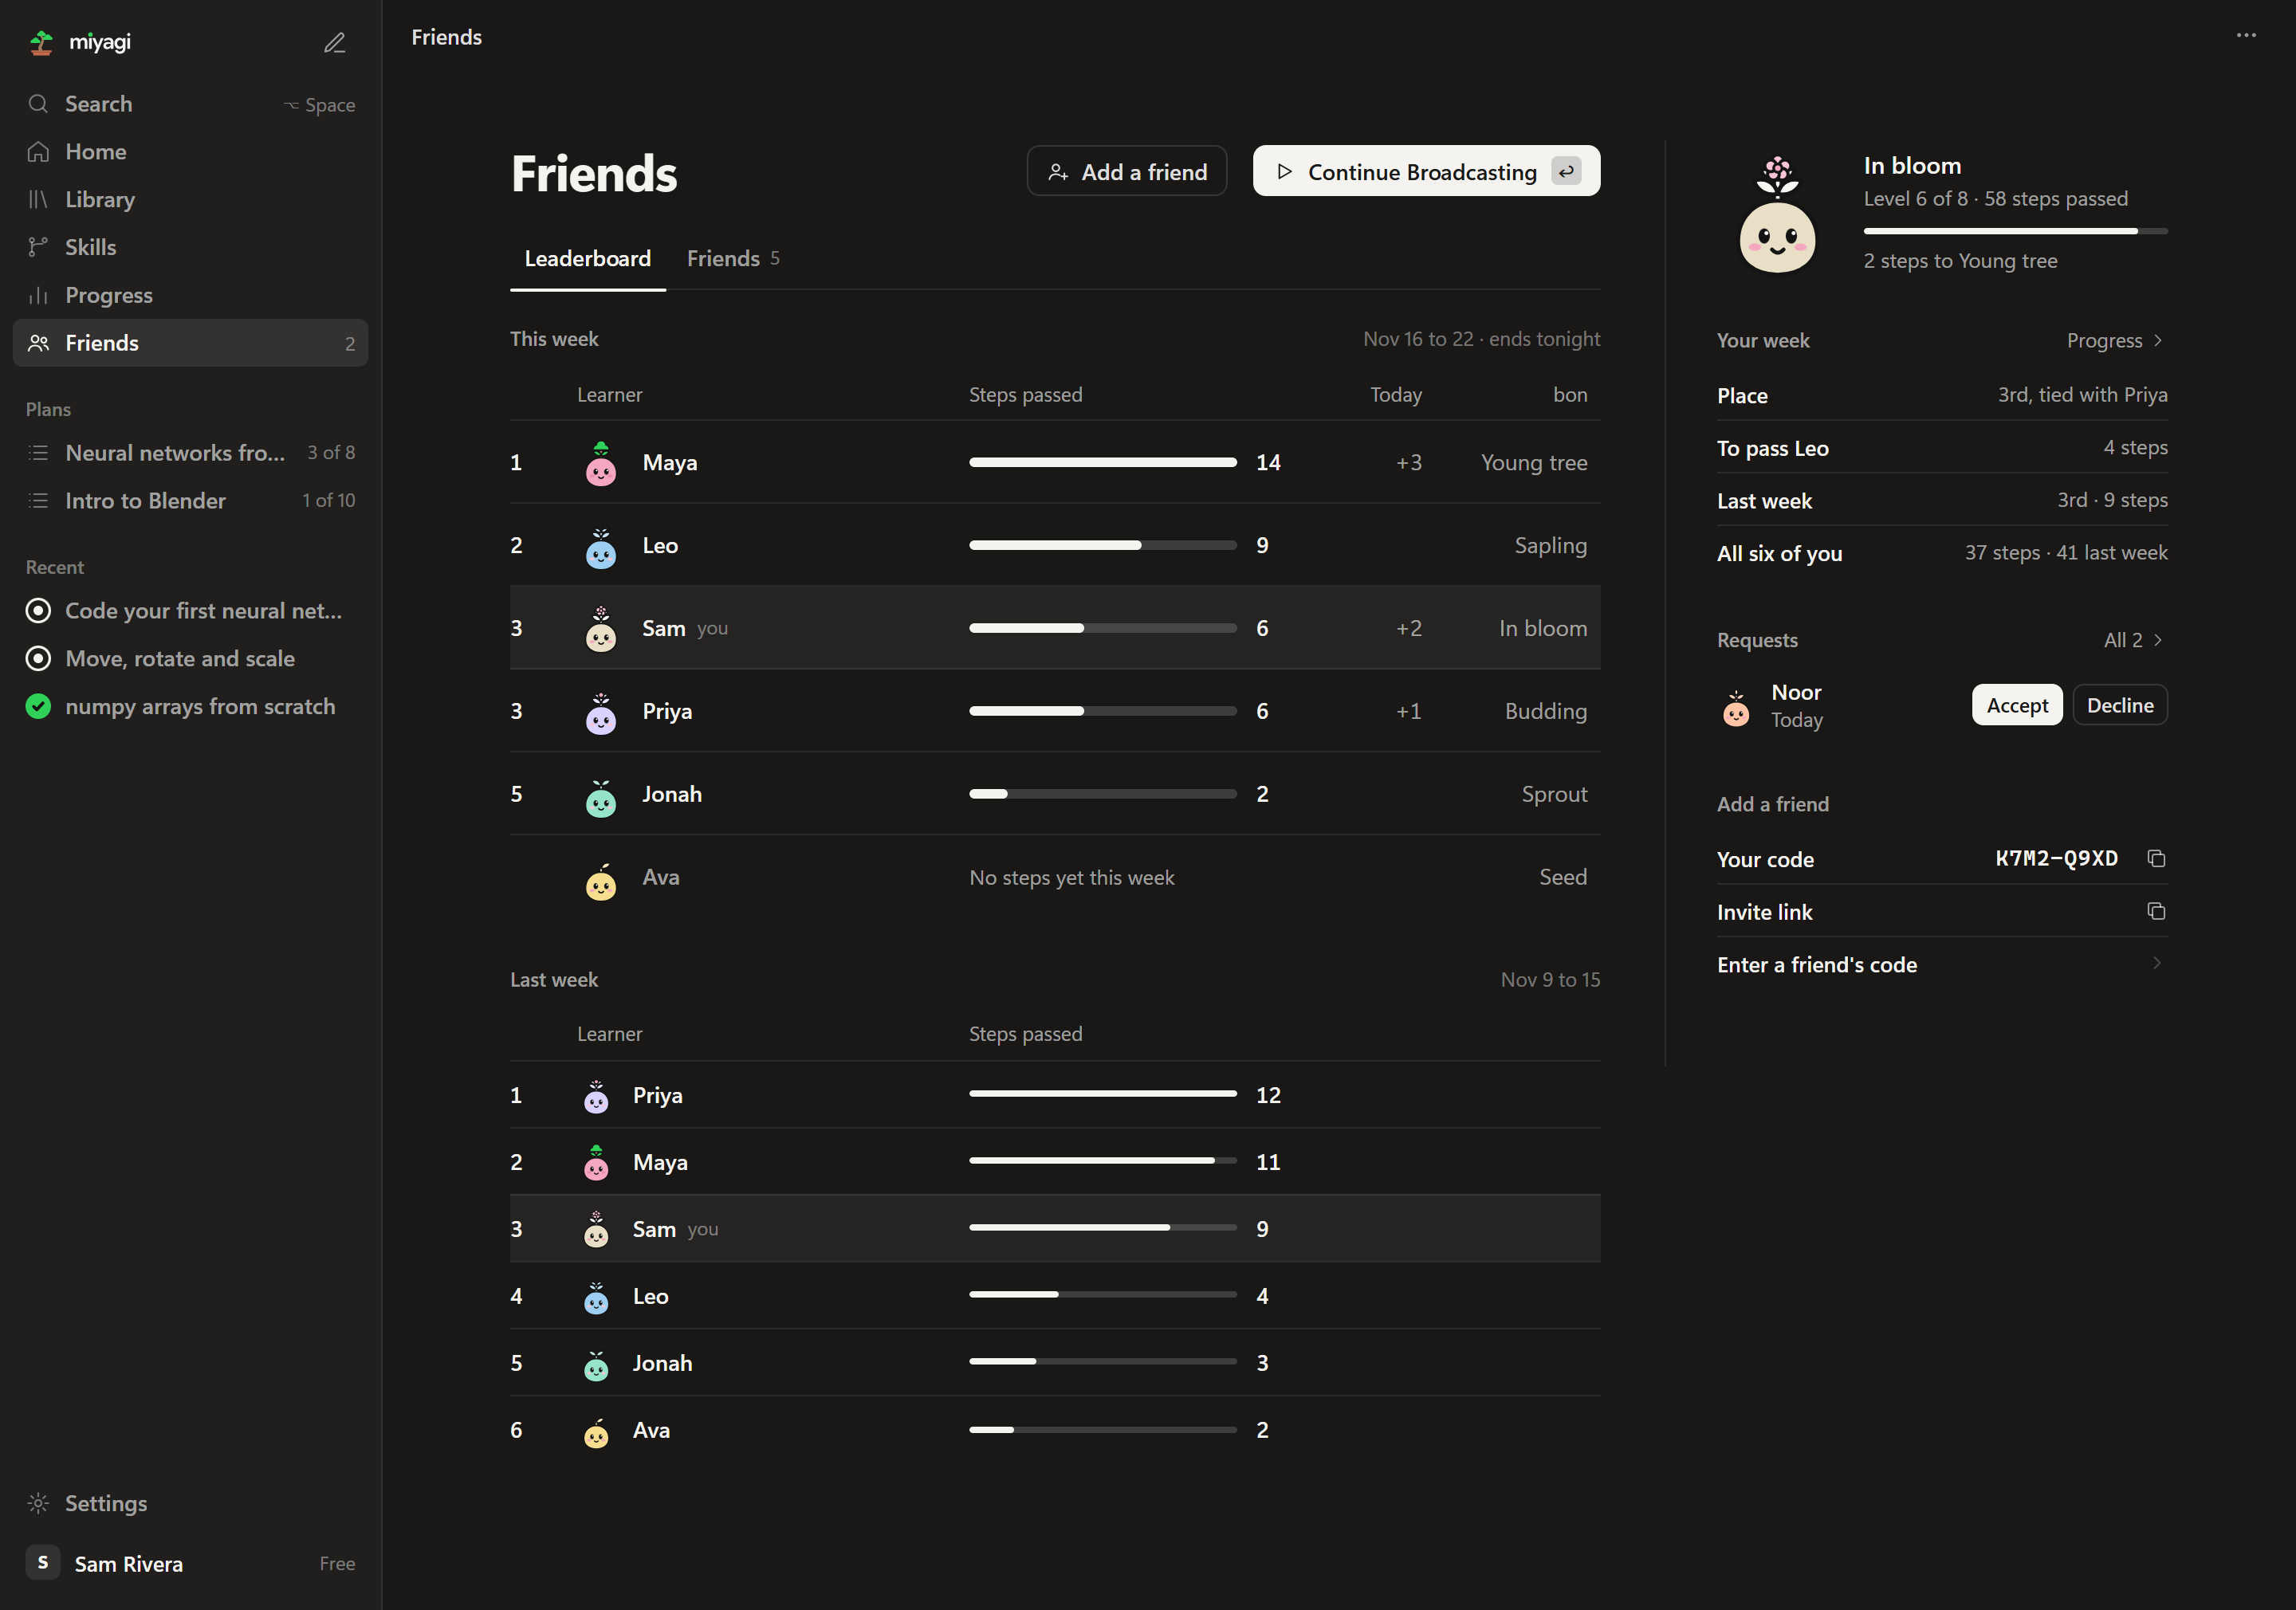 miyagi
Search ⌥ Space
Home
Library
Skills
Progress
Friends 2
Plans
Neural networks fro... 3 of 8
Intro to Blender 1 of 10
Recent
Code your first neural net...
Move, rotate and scale
numpy arrays from scratch
Settings
S Sam Rivera Free
Friends
Friends
Add a friend
Continue Broadcasting
Leaderboard
Friends 5
This week Nov 16 to 22 · ends tonight
Learner Steps passed Today bon
1 Maya 14 +3 Young tree
2 Leo 9 Sapling
3 Sam you 6 +2 In bloom
3 Priya 6 +1 Budding
5 Jonah 2 Sprout
Ava No steps yet this week Seed
Last week Nov 9 to 15
Learner Steps passed
1 Priya 12
2 Maya 11
3 Sam you 9
4 Leo 4
5 Jonah 3
6 Ava 2
In bloom
Level 6 of 8 · 58 steps passed
2 steps to Young tree
Your week Progress
Place 3rd, tied with Priya
To pass Leo 4 steps
Last week 3rd · 9 steps
All six of you 37 steps · 41 last week
Requests All 2
Noor
Today
Accept
Decline
Add a friend
Your code K7M2-Q9XD
Invite link
Enter a friend's code